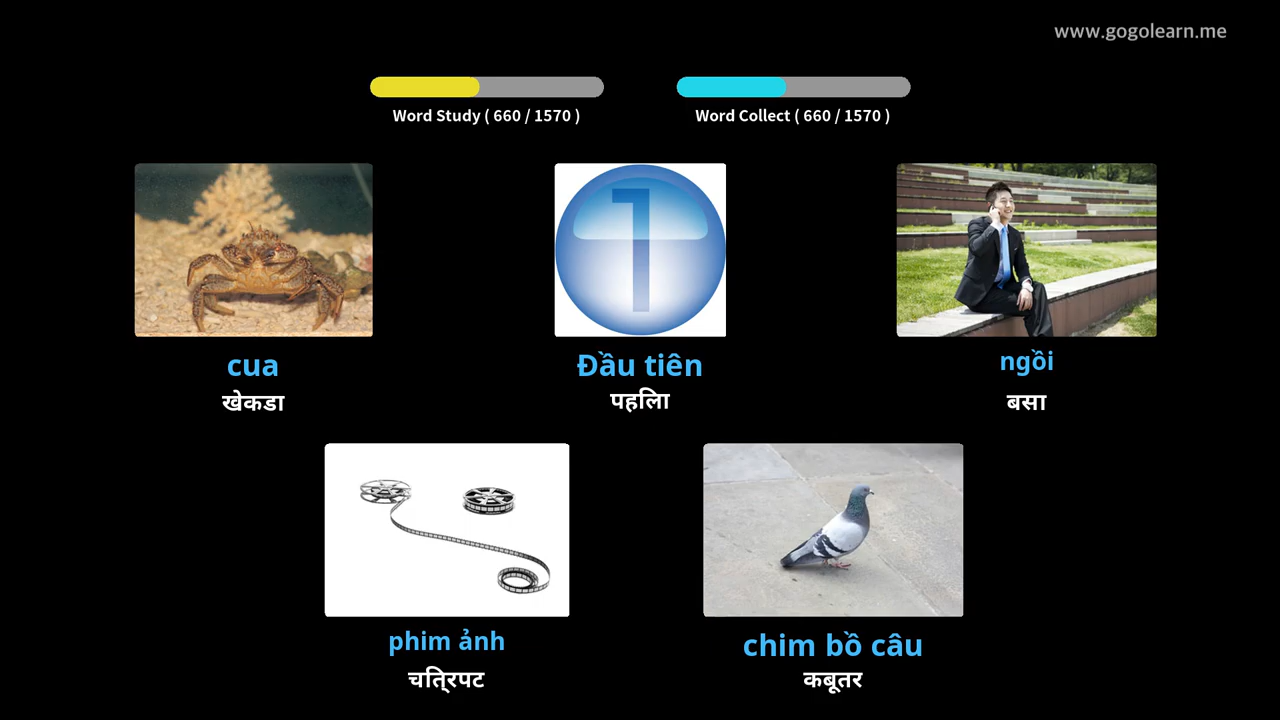 www.gogolearn.me
Word Study ( 660 / 1570 )
Word Collect ( 660 / 1570 )
1
cua
Đầu tiên
ngồi
खेकडा
पहिला
बसा
phim ảnh
chim bồ câu
चित्रपट
कबूतर